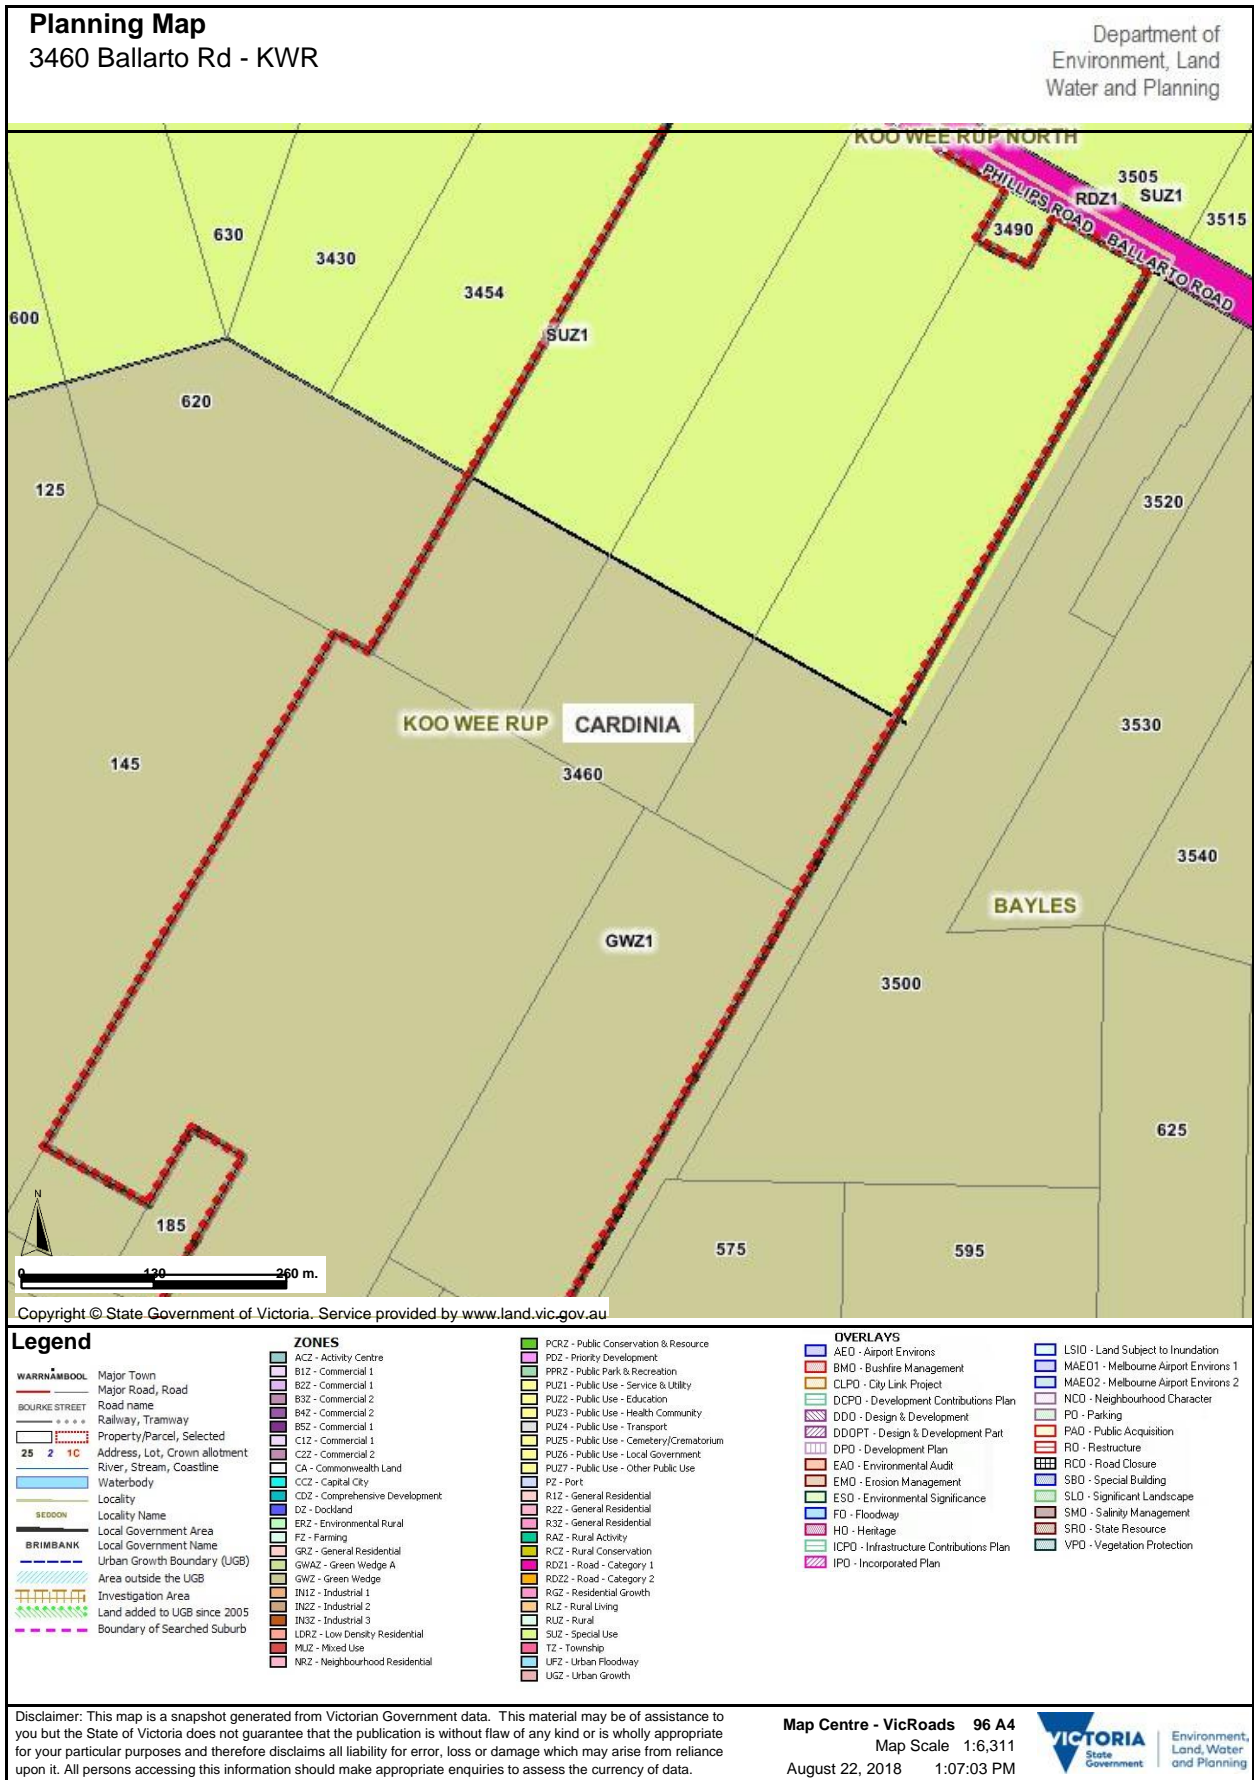 Planning Map
3460 Ballarto Rd - KWR
Department of
Environment, Land
Water and Planning
KOO WEE RUP NORTH
PHILLIPS ROAD
BALLARTO ROAD
RDZ1
3505
SUZ1
3515
3490
630
3430
3454
600
SUZ1
620
125
3520
KOO WEE RUP
CARDINIA
3530
145
3460
3540
BAYLES
GWZ1
3500
625
N
185
575
595
0 130 260 m.
Copyright © State Government of Victoria. Service provided by www.land.vic.gov.au
Legend
WARRNAMBOOL Major Town
Major Road, Road
BOURKE STREET Road name
Railway, Tramway
Property/Parcel, Selected
25 2 1C Address, Lot, Crown allotment
River, Stream, Coastline
Waterbody
Locality
SEDDON Locality Name
Local Government Area
BRIMBANK Local Government Name
Urban Growth Boundary (UGB)
Area outside the UGB
Investigation Area
Land added to UGB since 2005
Boundary of Searched Suburb
ZONES
ACZ - Activity Centre
B1Z - Commercial 1
B2Z - Commercial 1
B3Z - Commercial 2
B4Z - Commercial 2
B5Z - Commercial 1
C1Z - Commercial 1
C2Z - Commercial 2
CA - Commonwealth Land
CCZ - Capital City
CDZ - Comprehensive Development
DZ - Dockland
ERZ - Environmental Rural
FZ - Farming
GRZ - General Residential
GWAZ - Green Wedge A
GWZ - Green Wedge
IN1Z - Industrial 1
IN2Z - Industrial 2
IN3Z - Industrial 3
LDRZ - Low Density Residential
MUZ - Mixed Use
NRZ - Neighbourhood Residential
PCRZ - Public Conservation & Resource
PDZ - Priority Development
PPRZ - Public Park & Recreation
PUZ1 - Public Use - Service & Utility
PUZ2 - Public Use - Education
PUZ3 - Public Use - Health Community
PUZ4 - Public Use - Transport
PUZ5 - Public Use - Cemetery/Crematorium
PUZ6 - Public Use - Local Government
PUZ7 - Public Use - Other Public Use
PZ - Port
R1Z - General Residential
R2Z - General Residential
R3Z - General Residential
RAZ - Rural Activity
RCZ - Rural Conservation
RDZ1 - Road - Category 1
RDZ2 - Road - Category 2
RGZ - Residential Growth
RLZ - Rural Living
RUZ - Rural
SUZ - Special Use
TZ - Township
UFZ - Urban Floodway
UGZ - Urban Growth
OVERLAYS
AEO - Airport Environs
BMO - Bushfire Management
CLPO - City Link Project
DCPO - Development Contributions Plan
DDO - Design & Development
DDOPT - Design & Development Part
DPO - Development Plan
EAO - Environmental Audit
EMO - Erosion Management
ESO - Environmental Significance
FO - Floodway
HO - Heritage
ICPO - Infrastructure Contributions Plan
IPO - Incorporated Plan
LSIO - Land Subject to Inundation
MAEO1 - Melbourne Airport Environs 1
MAEO2 - Melbourne Airport Environs 2
NCO - Neighbourhood Character
PO - Parking
PAO - Public Acquisition
RO - Restructure
RCO - Road Closure
SBO - Special Building
SLO - Significant Landscape
SMO - Salinity Management
SRO - State Resource
VPO - Vegetation Protection
Disclaimer: This map is a snapshot generated from Victorian Government data. This material may be of assistance to
you but the State of Victoria does not guarantee that the publication is without flaw of any kind or is wholly appropriate
for your particular purposes and therefore disclaims all liability for error, loss or damage which may arise from reliance
upon it. All persons accessing this information should make appropriate enquiries to assess the currency of data.
Map Centre - VicRoads 96 A4
Map Scale 1:6,311
August 22, 2018 1:07:03 PM
VICTORIA
State
Government
Environment,
Land, Water
and Planning